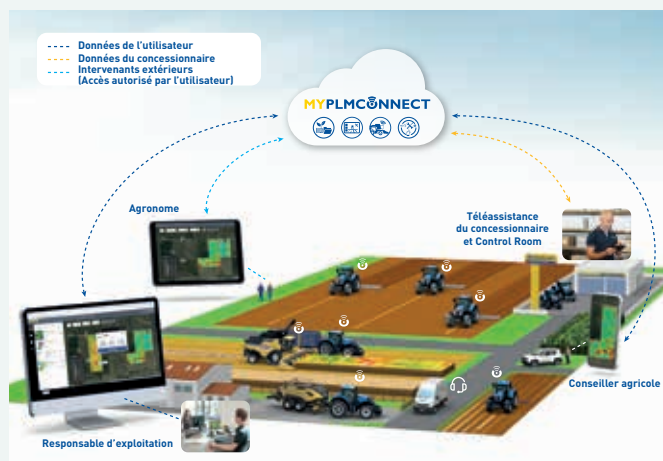 Données de l'utilisateur
Données du concessionnaire
Intervenants extérieurs
(Accès autorisé par l'utilisateur)
MYPLMCONNECT
Agronome
Téléassistance
du concessionnaire
et Control Room
Conseiller agricole
Responsable d'exploitation